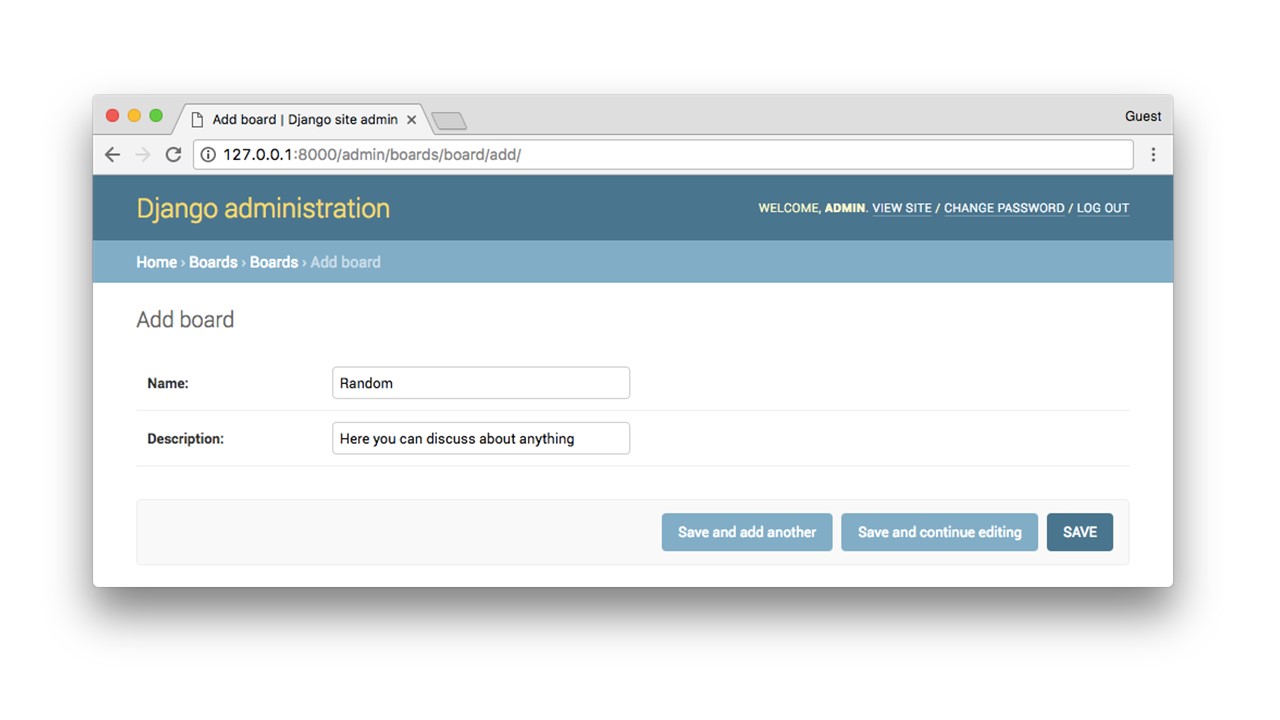 Add board | Django site admin
Guest
127.0.0.1:8000/admin/boards/board/add/
Django administration
WELCOME, ADMIN. VIEW SITE / CHANGE PASSWORD / LOG OUT
Home › Boards › Boards › Add board
Add board
Name: Random
Description: Here you can discuss about anything
Save and add another Save and continue editing SAVE